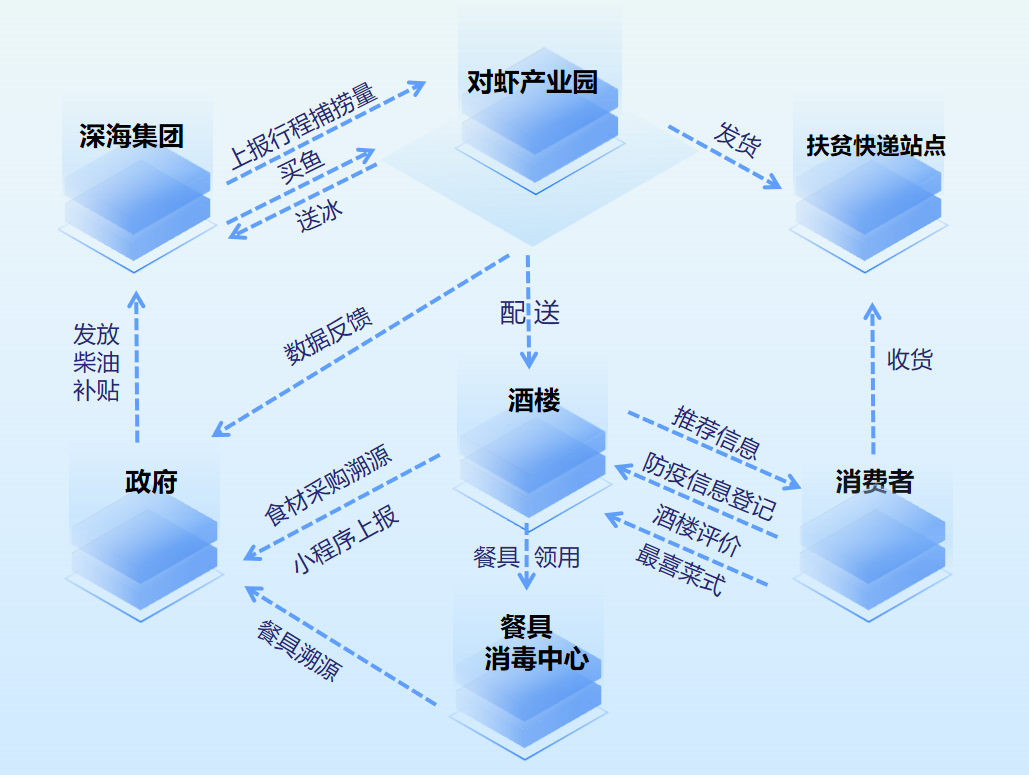 对虾产业园
深海集团
扶贫快递站点
上报行程捕捞量
买鱼
送冰
发货
发放
柴油
补贴
数据反馈
配 送
收货
酒楼
政府
消费者
推荐信息
防疫信息登记
酒楼评价
最喜菜式
食材采购溯源
小程序上报
餐具 领用
餐具溯源
餐具
消毒中心